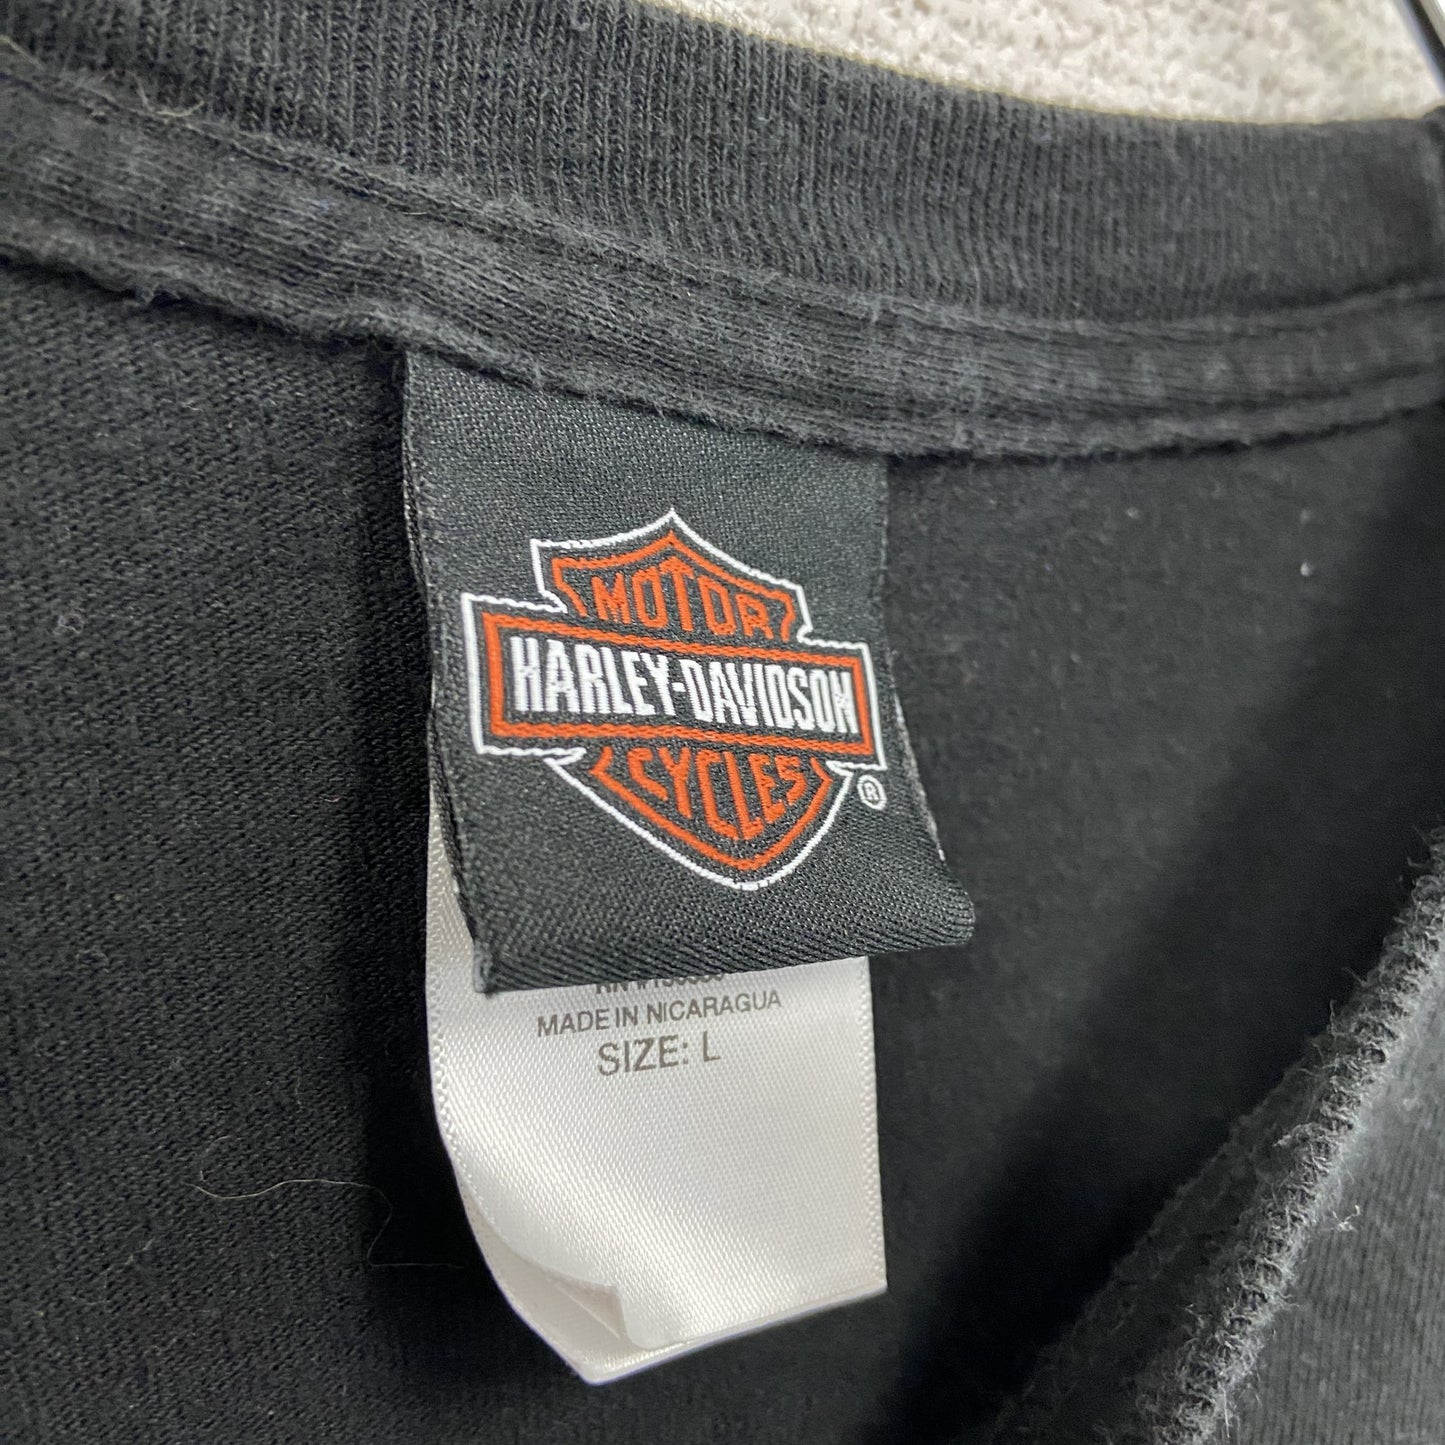 MOTOR
HARLEY-DAVIDSON
CYCLES
®
MADE IN NICARAGUA
SIZE: L